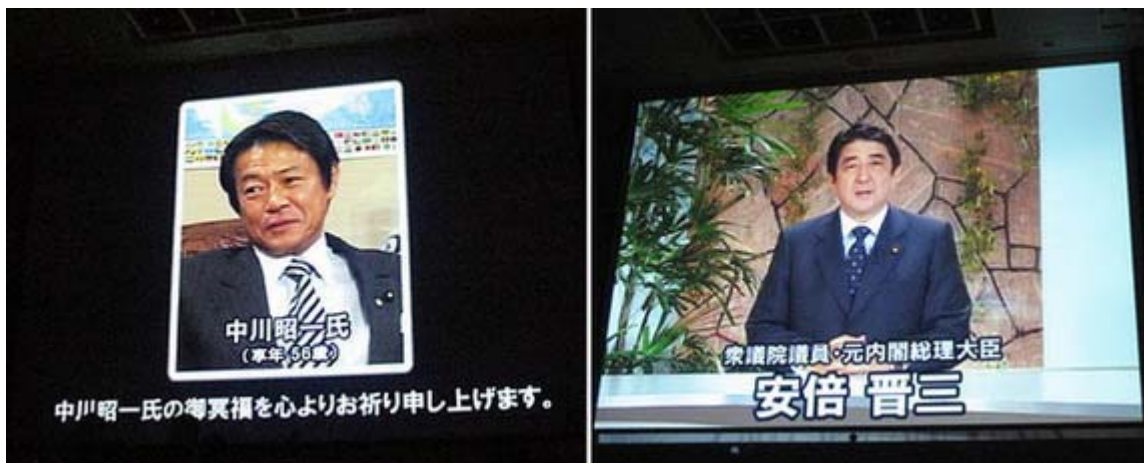 中川昭一氏
（享年 56歳）
中川昭一氏の御冥福を心よりお祈り申し上げます。
衆議院議員・元内閣総理大臣
安倍 晋三